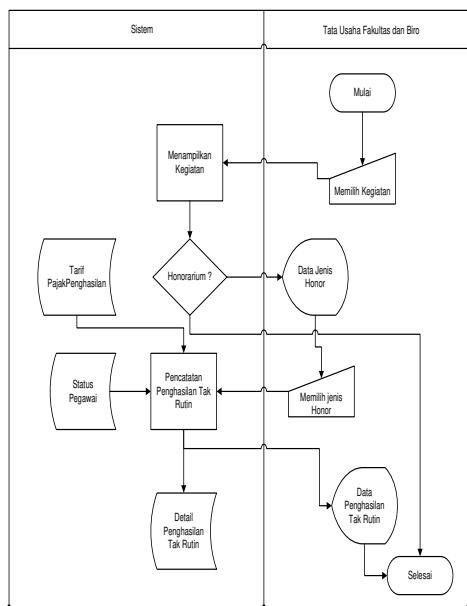 Sistem
Tata Usaha Fakultas dan Biro
Mulai
Menampilkan
Kegiatan
Memilih Kegiatan
Tarif
PajakPenghasilan
Honorarium ?
Data Jenis
Honor
Status
Pegawai
Pencatatan
Penghasilan Tak
Rutin
Memilih jenis
Honor
Detail
Penghasilan
Tak Rutin
Data
Penghasilan
Tak Rutin
Selesai